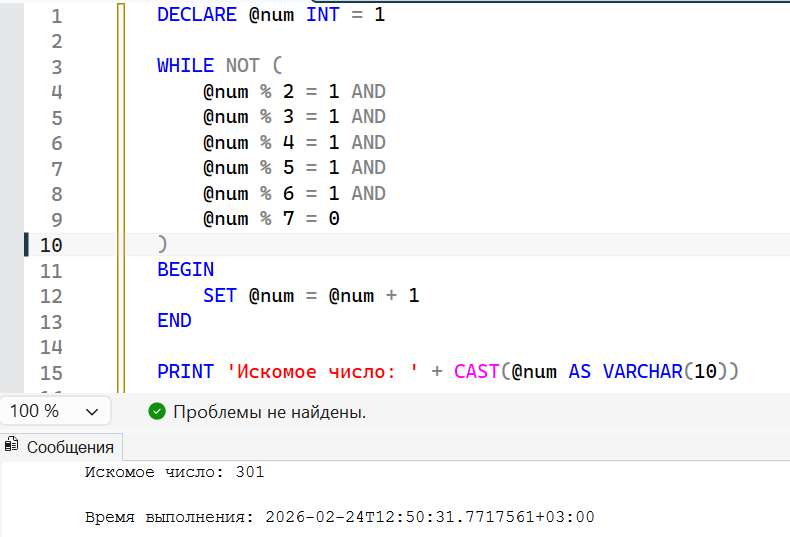 1 DECLARE @num INT = 1
2
3 WHILE NOT (
4 @num % 2 = 1 AND
5 @num % 3 = 1 AND
6 @num % 4 = 1 AND
7 @num % 5 = 1 AND
8 @num % 6 = 1 AND
9 @num % 7 = 0
10 )
11 BEGIN
12 SET @num = @num + 1
13 END
14
15 PRINT 'Искомое число: ' + CAST(@num AS VARCHAR(10))
100 % Проблемы не найдены.
Сообщения
Искомое число: 301
Время выполнения: 2026-02-24T12:50:31.7717561+03:00